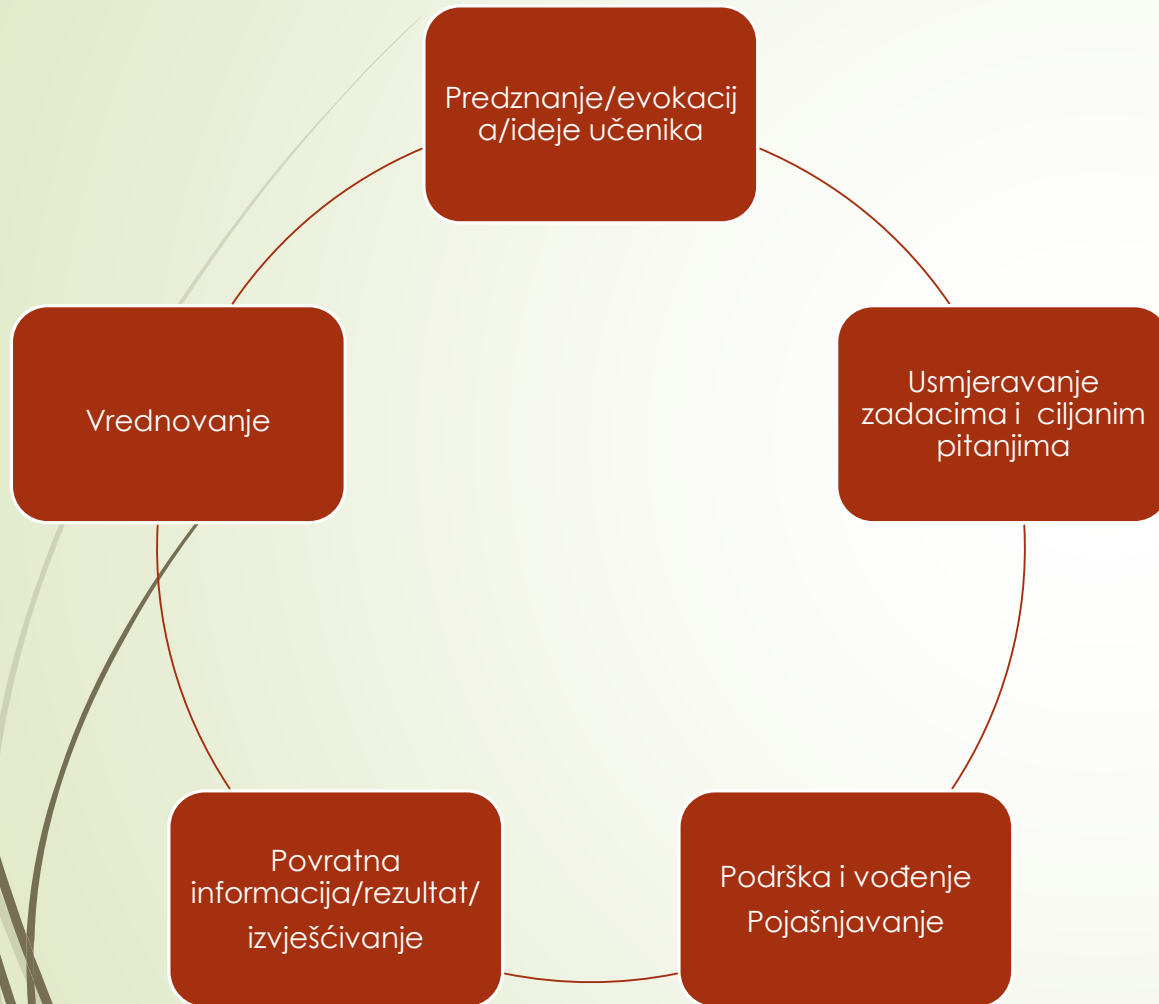 Predznanje/evokacij
a/ideje učenika
Usmjeravanje
zadacima i  ciljanim
pitanjima
Podrška i vođenje
Pojašnjavanje
Povratna
informacija/rezultat/
izvješćivanje
Vrednovanje